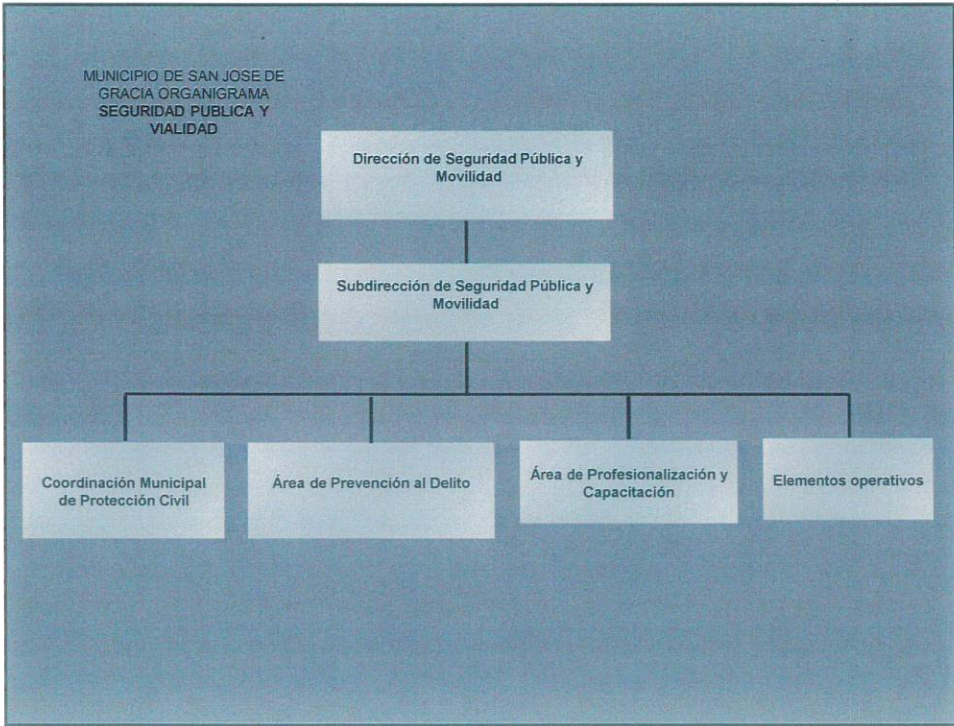 MUNICIPIO DE SAN JOSE DE
GRACIA ORGANIGRAMA
SEGURIDAD PUBLICA Y
VIALIDAD
Dirección de Seguridad Pública y
Movilidad
Subdirección de Seguridad Pública y
Movilidad
Coordinación Municipal
de Protección Civil
Área de Prevención al Delito
Área de Profesionalización y
Capacitación
Elementos operativos